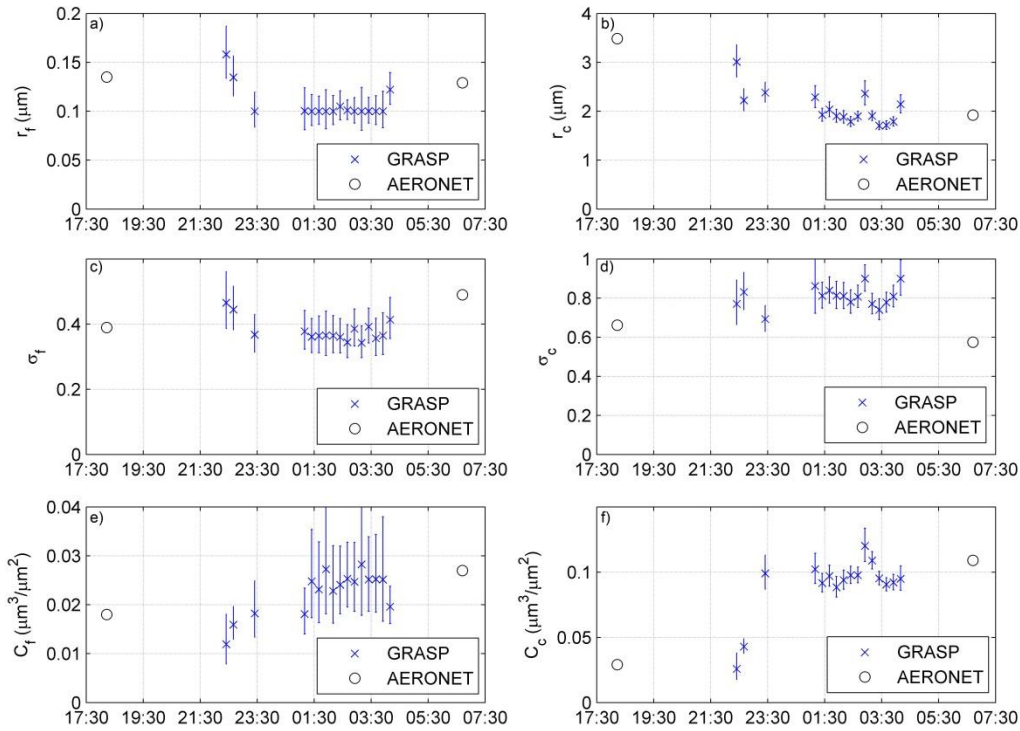 a)
0.2
0.15
0.1
0.05
0
r_f (μm)
GRASP
AERONET
17:30 19:30 21:30 23:30 01:30 03:30 05:30 07:30
b)
4
3
2
1
0
r_c (μm)
GRASP
AERONET
17:30 19:30 21:30 23:30 01:30 03:30 05:30 07:30
c)
0.4
0.2
0
σ_f
GRASP
AERONET
17:30 19:30 21:30 23:30 01:30 03:30 05:30 07:30
d)
1
0.8
0.6
0.4
0.2
0
σ_c
GRASP
AERONET
17:30 19:30 21:30 23:30 01:30 03:30 05:30 07:30
e)
0.04
0.03
0.02
0.01
0
C_f (μm³/μm²)
GRASP
AERONET
17:30 19:30 21:30 23:30 01:30 03:30 05:30 07:30
f)
0.1
0.05
0
C_c (μm³/μm²)
GRASP
AERONET
17:30 19:30 21:30 23:30 01:30 03:30 05:30 07:30